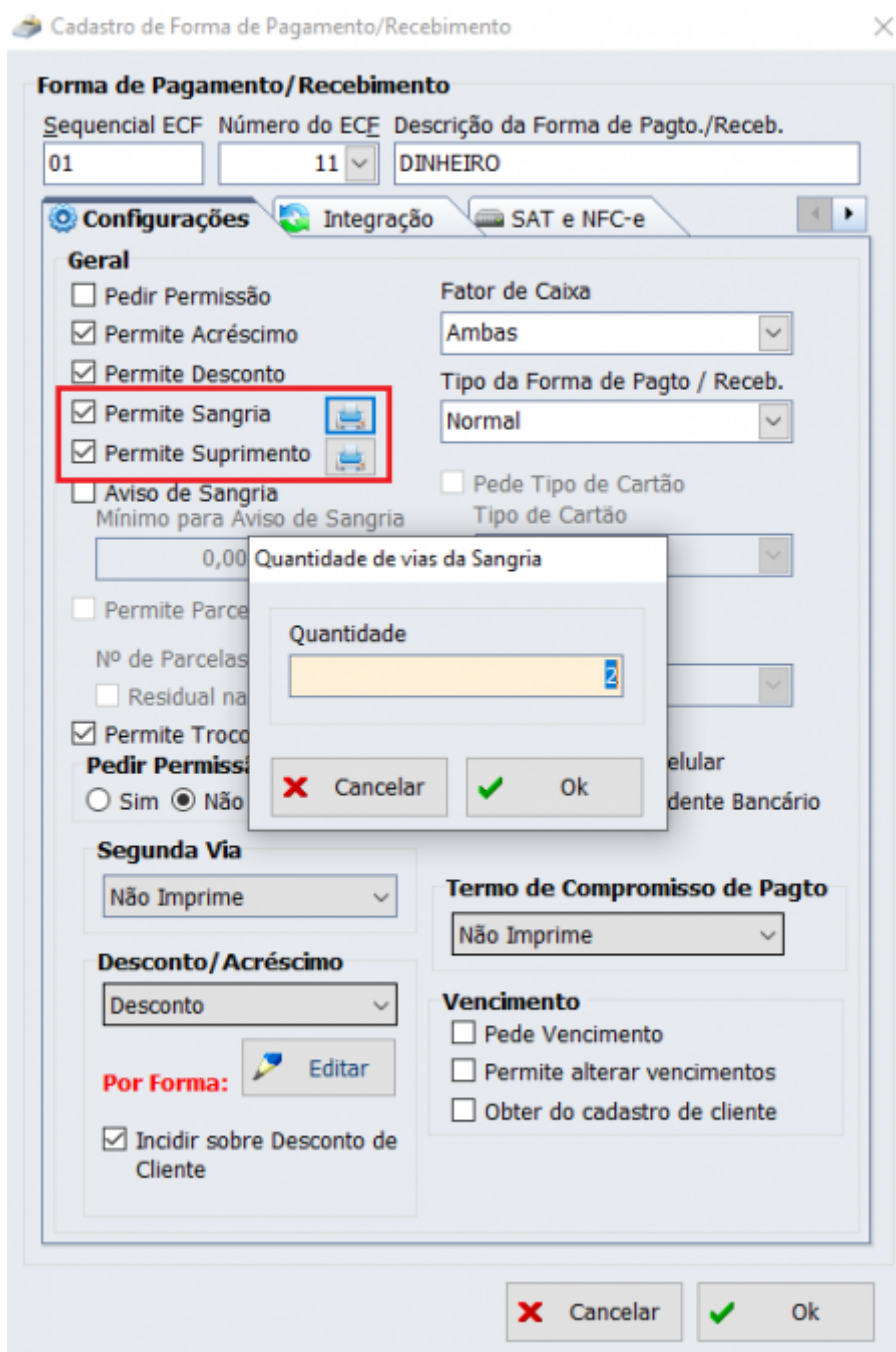 Cadastro de Forma de Pagamento/Recebimento
Forma de Pagamento/Recebimento
Sequencial ECF Número do ECF Descrição da Forma de Pagto./Receb.
01 11 DINHEIRO
Configurações Integração SAT e NFC-e
Geral
Pedir Permissão
Permite Acréscimo
Permite Desconto
Permite Sangria
Permite Suprimento
Aviso de Sangria
Mínimo para Aviso de Sangria
0,00
Fator de Caixa
Ambas
Tipo da Forma de Pagto / Receb.
Normal
Pede Tipo de Cartão
Tipo de Cartão
Quantidade de vias da Sangria
Quantidade
2
Cancelar Ok
Permite Parce
Nº de Parcelas
Residual na
Permite Troco
Pedir Permiss
Sim Não
elular
dente Bancário
Segunda Via
Não Imprime
Termo de Compromisso de Pagto
Não Imprime
Desconto/Acréscimo
Desconto
Por Forma: Editar
Incidir sobre Desconto de
Cliente
Vencimento
Pede Vencimento
Permite alterar vencimentos
Obter do cadastro de cliente
Cancelar Ok